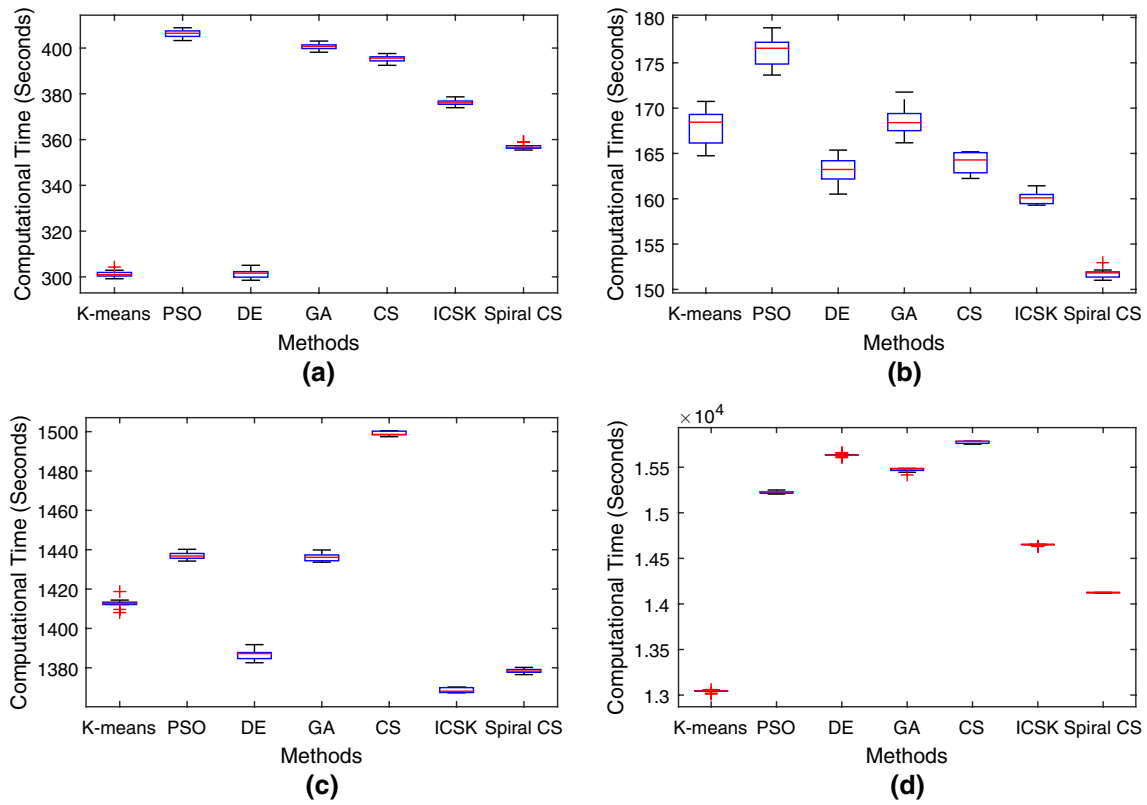 Computational Time (Seconds)
400
380
360
340
320
300
K-means PSO DE GA CS ICSK Spiral CS
Methods
(a)
Computational Time (Seconds)
180
175
170
165
160
155
150
K-means PSO DE GA CS ICSK Spiral CS
Methods
(b)
Computational Time (Seconds)
1500
1480
1460
1440
1420
1400
1380
K-means PSO DE GA CS ICSK Spiral CS
Methods
(c)
× 10^4
Computational Time (Seconds)
1.55
1.5
1.45
1.4
1.35
1.3
K-means PSO DE GA CS ICSK Spiral CS
Methods
(d)